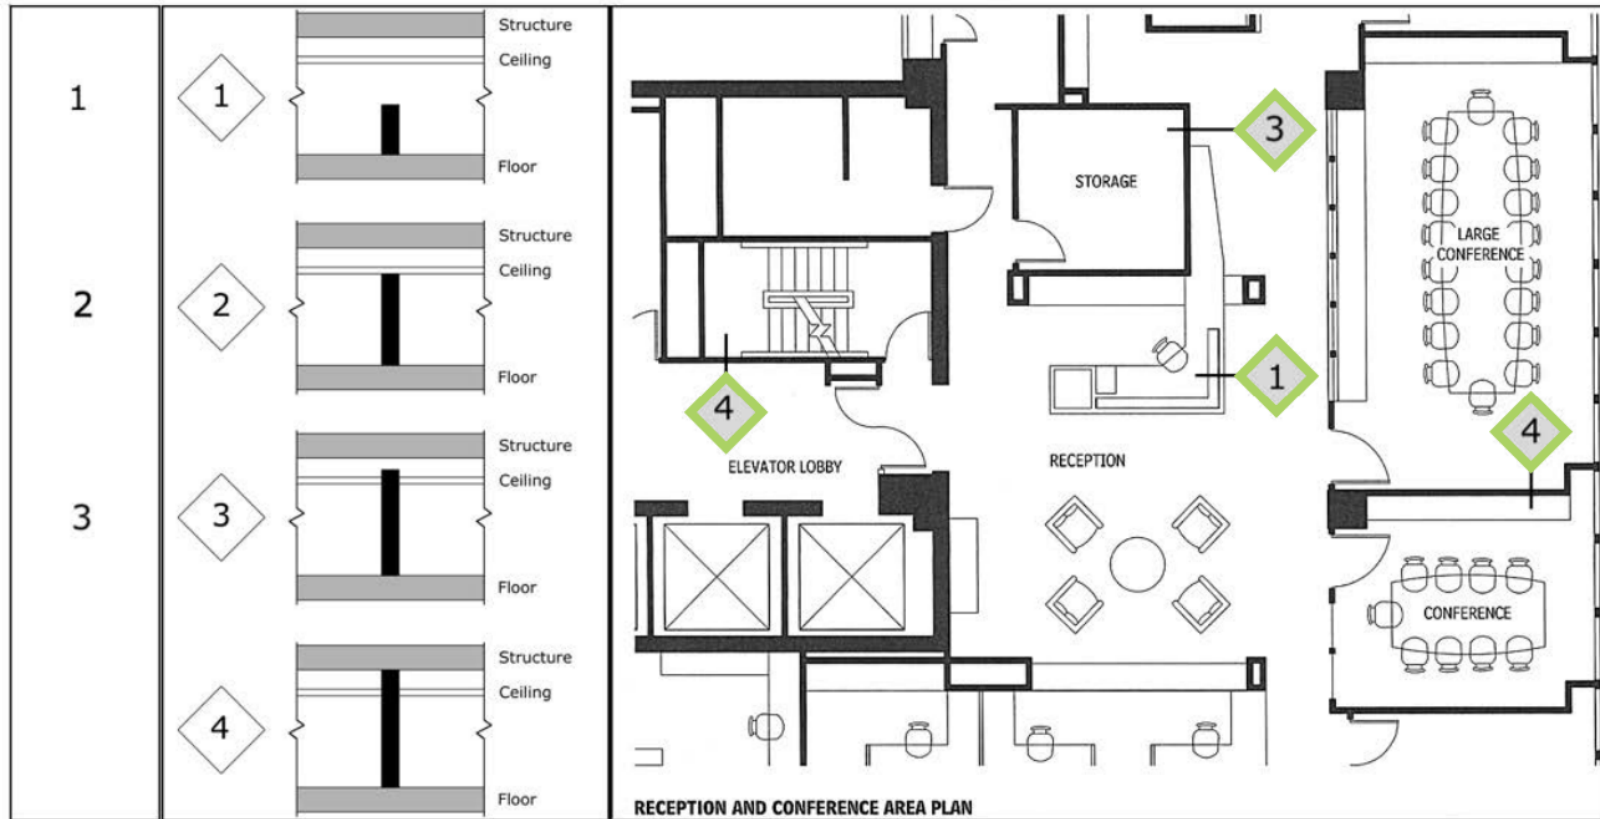 1
2
3
1
Structure
Ceiling
Floor
2
Structure
Ceiling
Floor
3
Structure
Ceiling
Floor
4
Structure
Ceiling
Floor
3
STORAGE
LARGE
CONFERENCE
1
4
4
ELEVATOR LOBBY
RECEPTION
CONFERENCE
RECEPTION AND CONFERENCE AREA PLAN